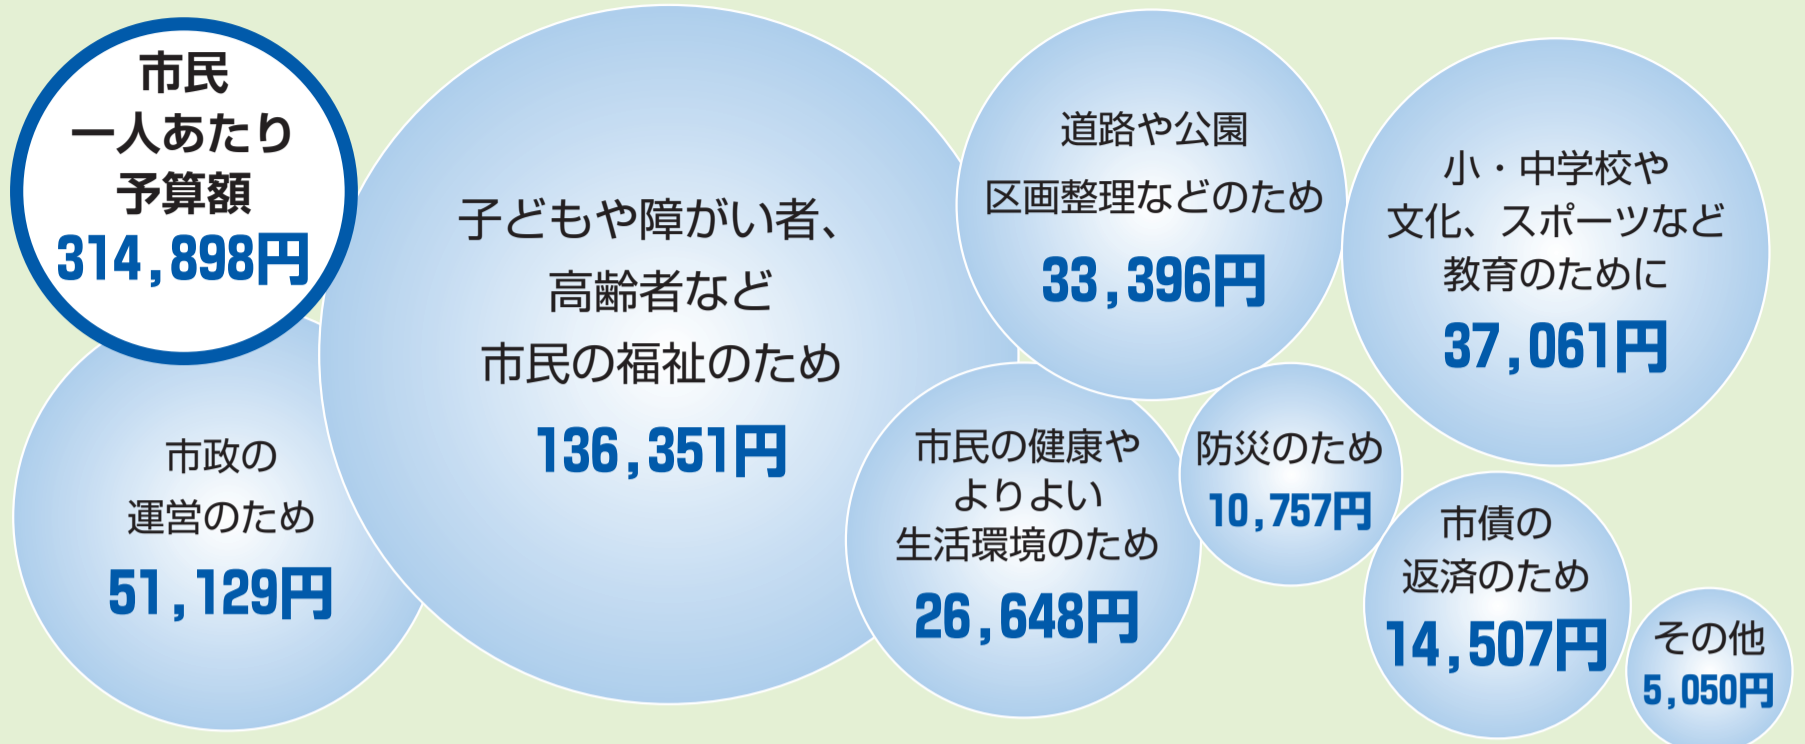 市民
一人あたり
予算額
314,898円
市政の
運営のため
51,129円
子どもや障がい者、
高齢者など
市民の福祉のため
136,351円
道路や公園
区画整理などのため
33,396円
市民の健康や
よりよい
生活環境のため
26,648円
防災のため
10,757円
小・中学校や
文化、スポーツなど
教育のために
37,061円
市債の
返済のため
14,507円
その他
5,050円